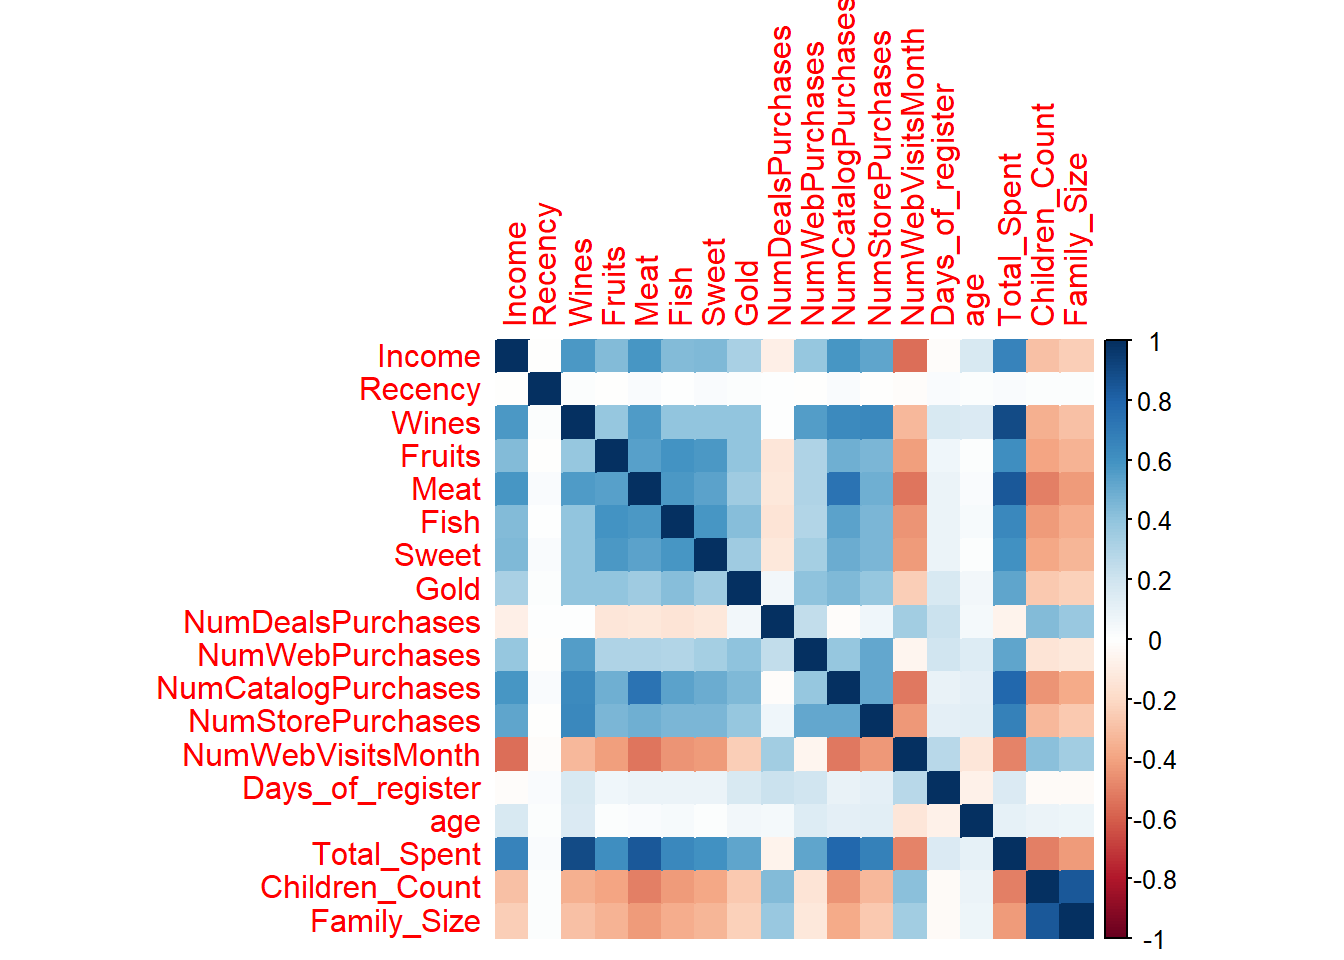 Income
Recency
Wines
Fruits
Meat
Fish
Sweet
Gold
NumDealsPurchases
NumWebPurchases
NumCatalogPurchases
NumStorePurchases
NumWebVisitsMonth
Days_of_register
age
Total_Spent
Children_Count
Family_Size
Income
Recency
Wines
Fruits
Meat
Fish
Sweet
Gold
NumDealsPurchases
NumWebPurchases
NumCatalogPurchases
NumStorePurchases
NumWebVisitsMonth
Days_of_register
age
Total_Spent
Children_Count
Family_Size
1
0.8
0.6
0.4
0.2
0
-0.2
-0.4
-0.6
-0.8
-1